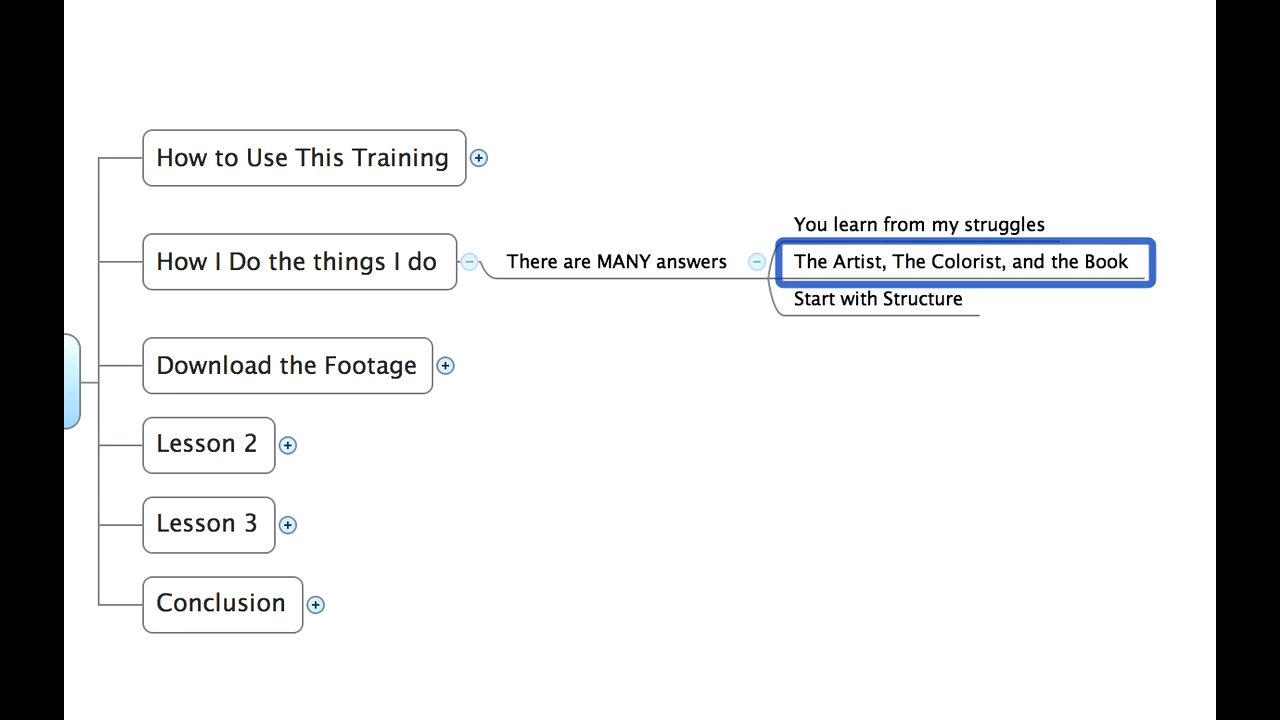 How to Use This Training
How I Do the things I do
There are MANY answers
You learn from my struggles
The Artist, The Colorist, and the Book
Start with Structure
Download the Footage
Lesson 2
Lesson 3
Conclusion